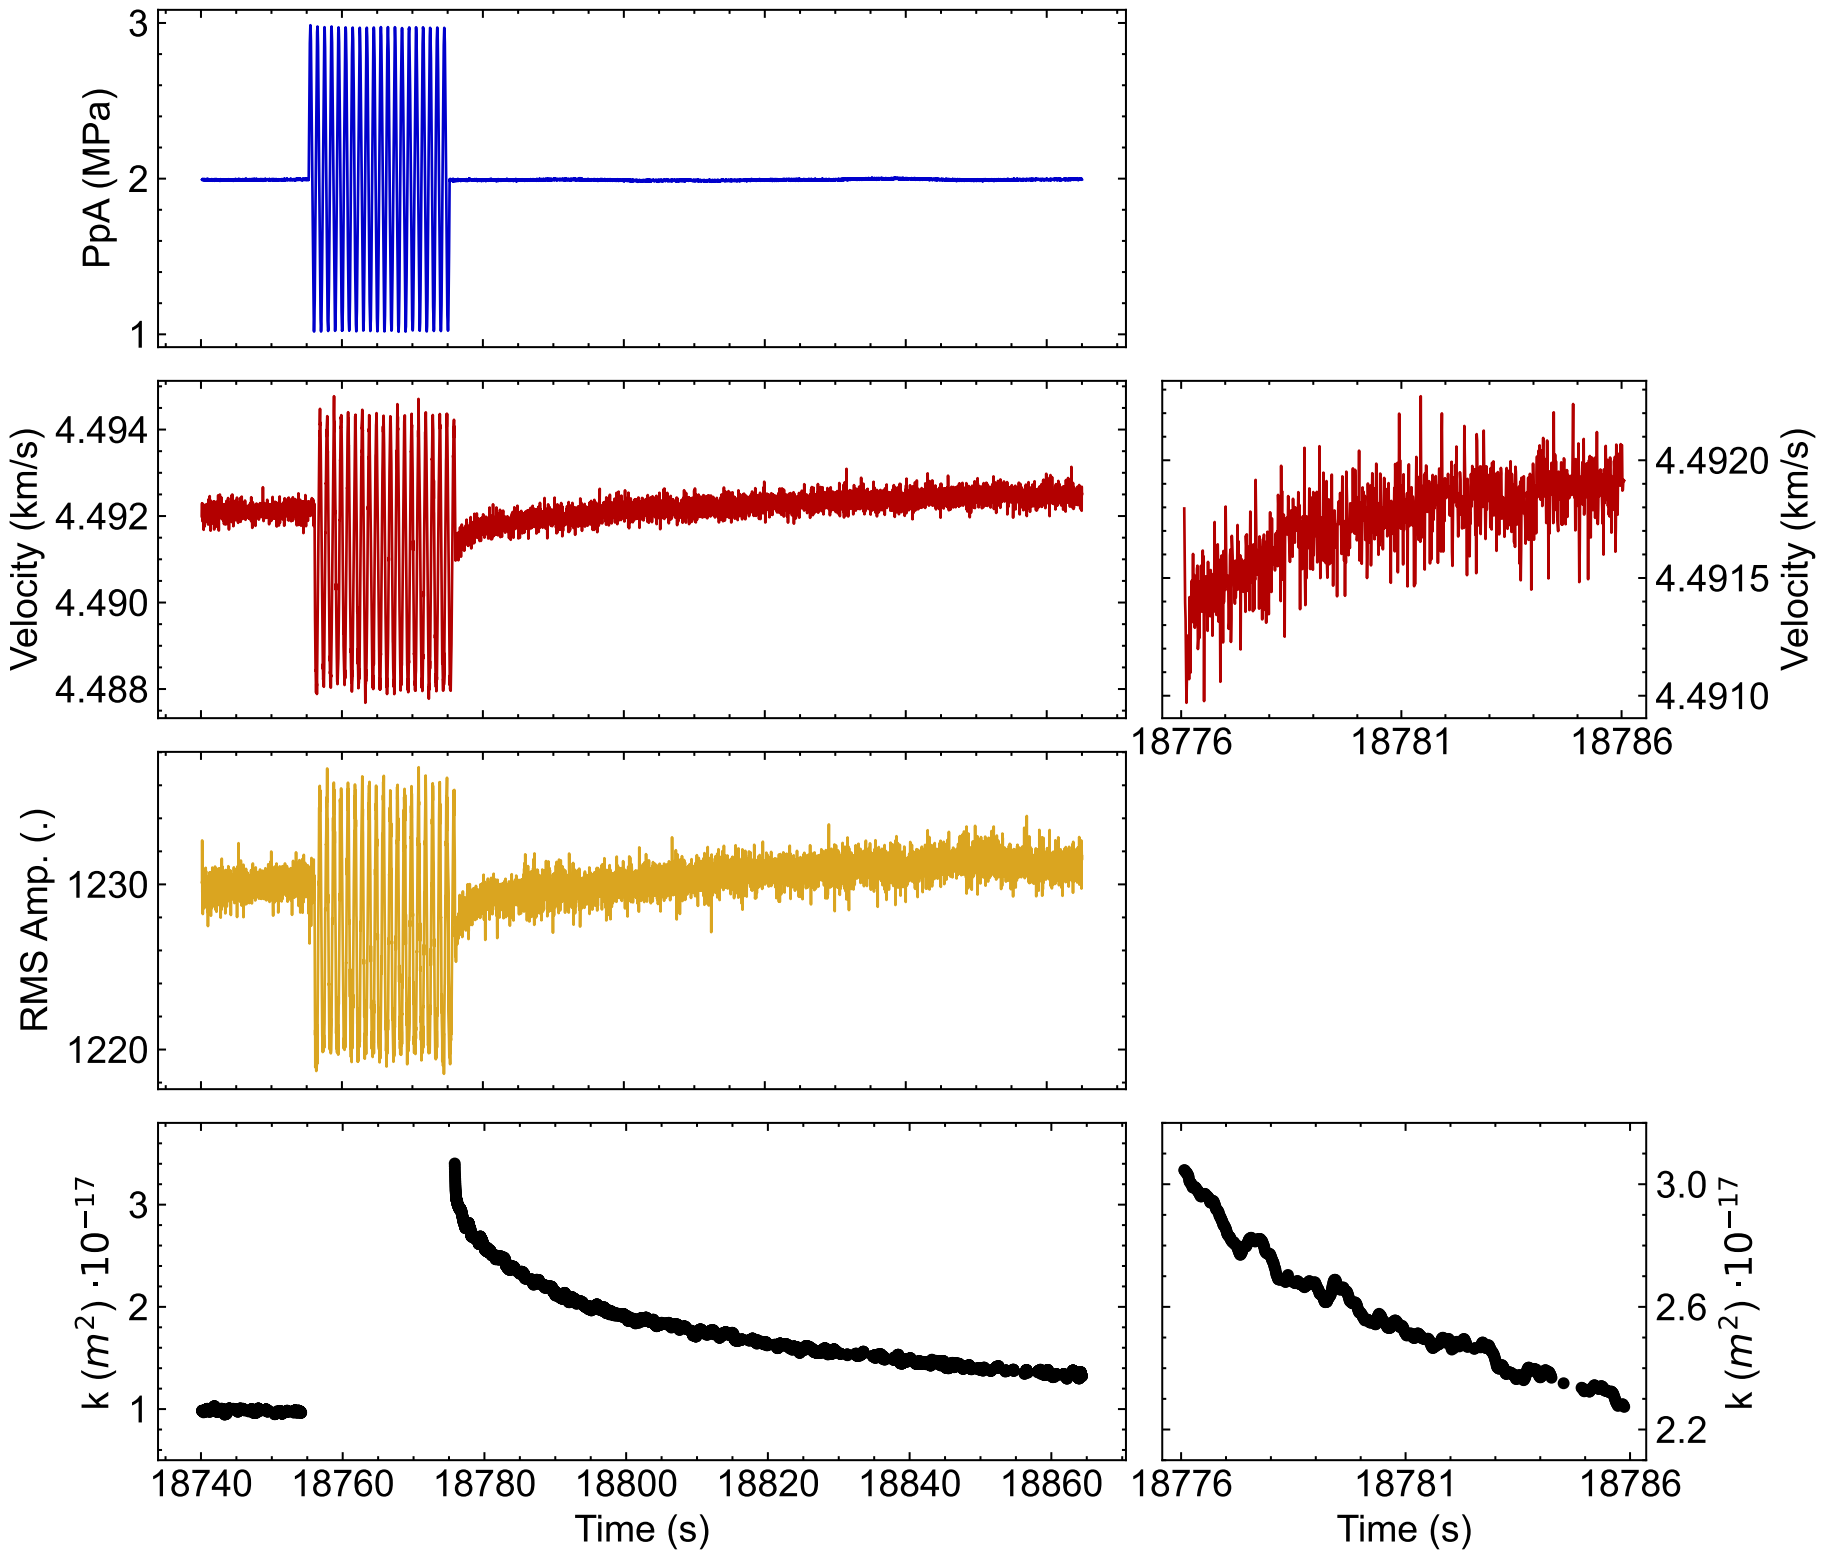 3
2
1
PpA (MPa)
4.494
4.492
4.490
4.488
Velocity (km/s)
4.4920
4.4915
4.4910
Velocity (km/s)
18776 18781 18786
1230
1220
RMS Amp. (.)
3
2
1
k (m²) ·10⁻¹⁷
18740 18760 18780 18800 18820 18840 18860
Time (s)
3.0
2.6
2.2
k (m²) ·10⁻¹⁷
18776 18781 18786
Time (s)